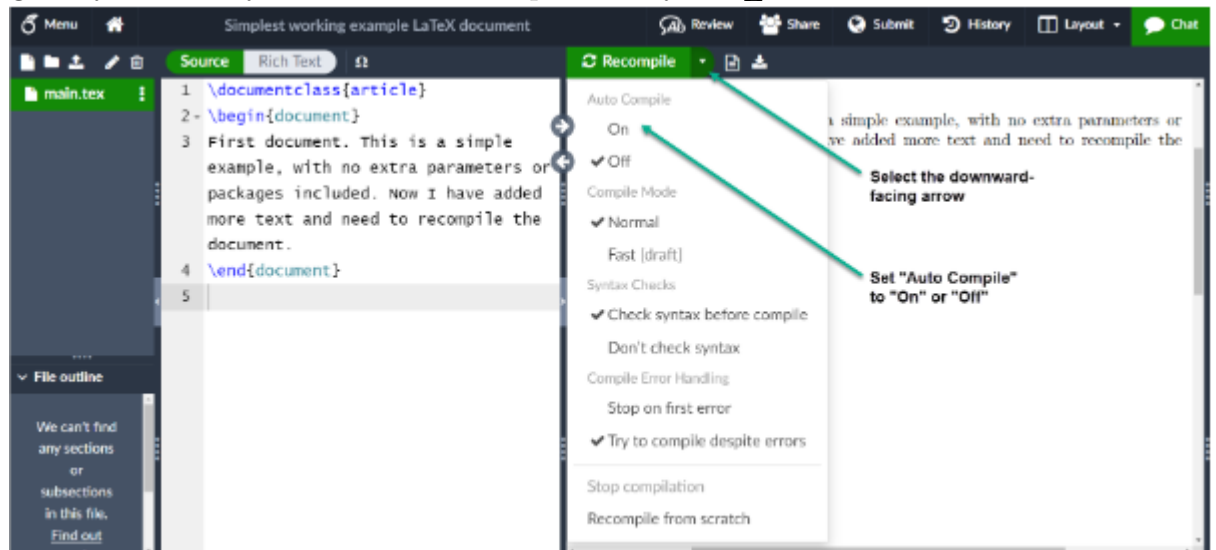 Menu
Simplest working example LaTeX document
Review
Share
Submit
History
Layout
Chat
Source
Rich Text
Ω
Recompile
main.tex
1 \documentclass{article}
2 \begin{document}
3 First document. This is a simple
example, with no extra parameters or
packages included. Now I have added
more text and need to recompile the
document.
4 \end{document}
5
File outline
We can't find
any sections
or
subsections
in this file.
Find out
Auto Compile
On
Off
Compile Mode
Normal
Fast [draft]
Syntax Checks
Check syntax before compile
Don't check syntax
Compile Error Handling
Stop on first error
Try to compile despite errors
Stop compilation
Recompile from scratch
simple example, with no extra parameters or
added more text and need to recompile the
Select the downward-
facing arrow
Set "Auto Compile"
to "On" or "Off"